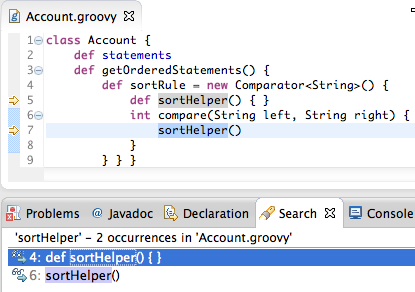 Account.groovy
1 class Account {
2 def statements
3 def getOrderedStatements() {
4 def sortRule = new Comparator<String>() {
5 def sortHelper() { }
6 int compare(String left, String right) {
7 sortHelper()
8 }
9 } } }
Problems @ Javadoc Declaration Search Console
'sortHelper' - 2 occurrences in 'Account.groovy'
4: def sortHelper() { }
6: sortHelper()